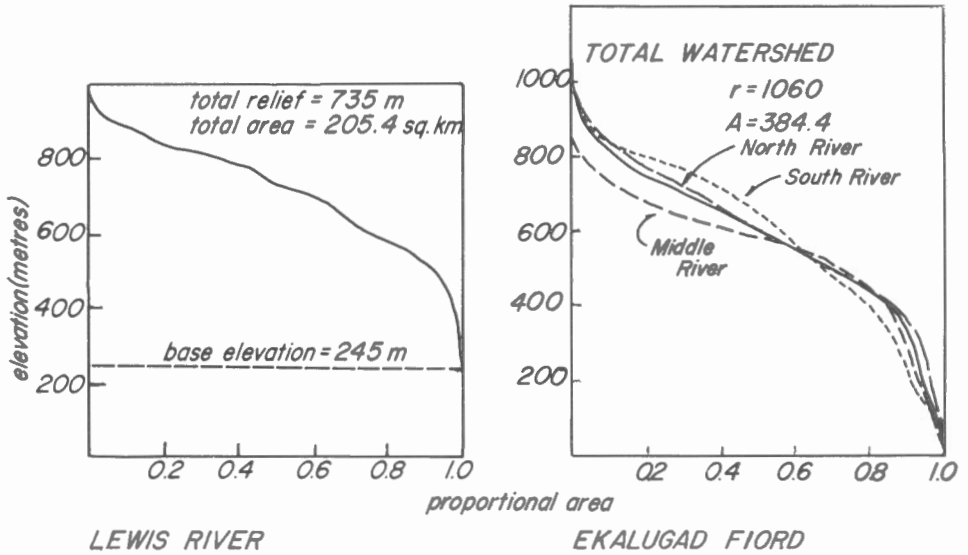 elevation (metres)
800
600
400
200
total relief = 735 m
total area = 205.4 sq. km
base elevation = 245 m
0.2
0.4
0.6
0.8
1.0
LEWIS RIVER
proportional area
1000
800
600
400
200
TOTAL WATERSHED
r = 1060
A = 384.4
North River
South River
Middle
River
0.2
0.4
0.6
0.8
1.0
EKALUGAD FIORD